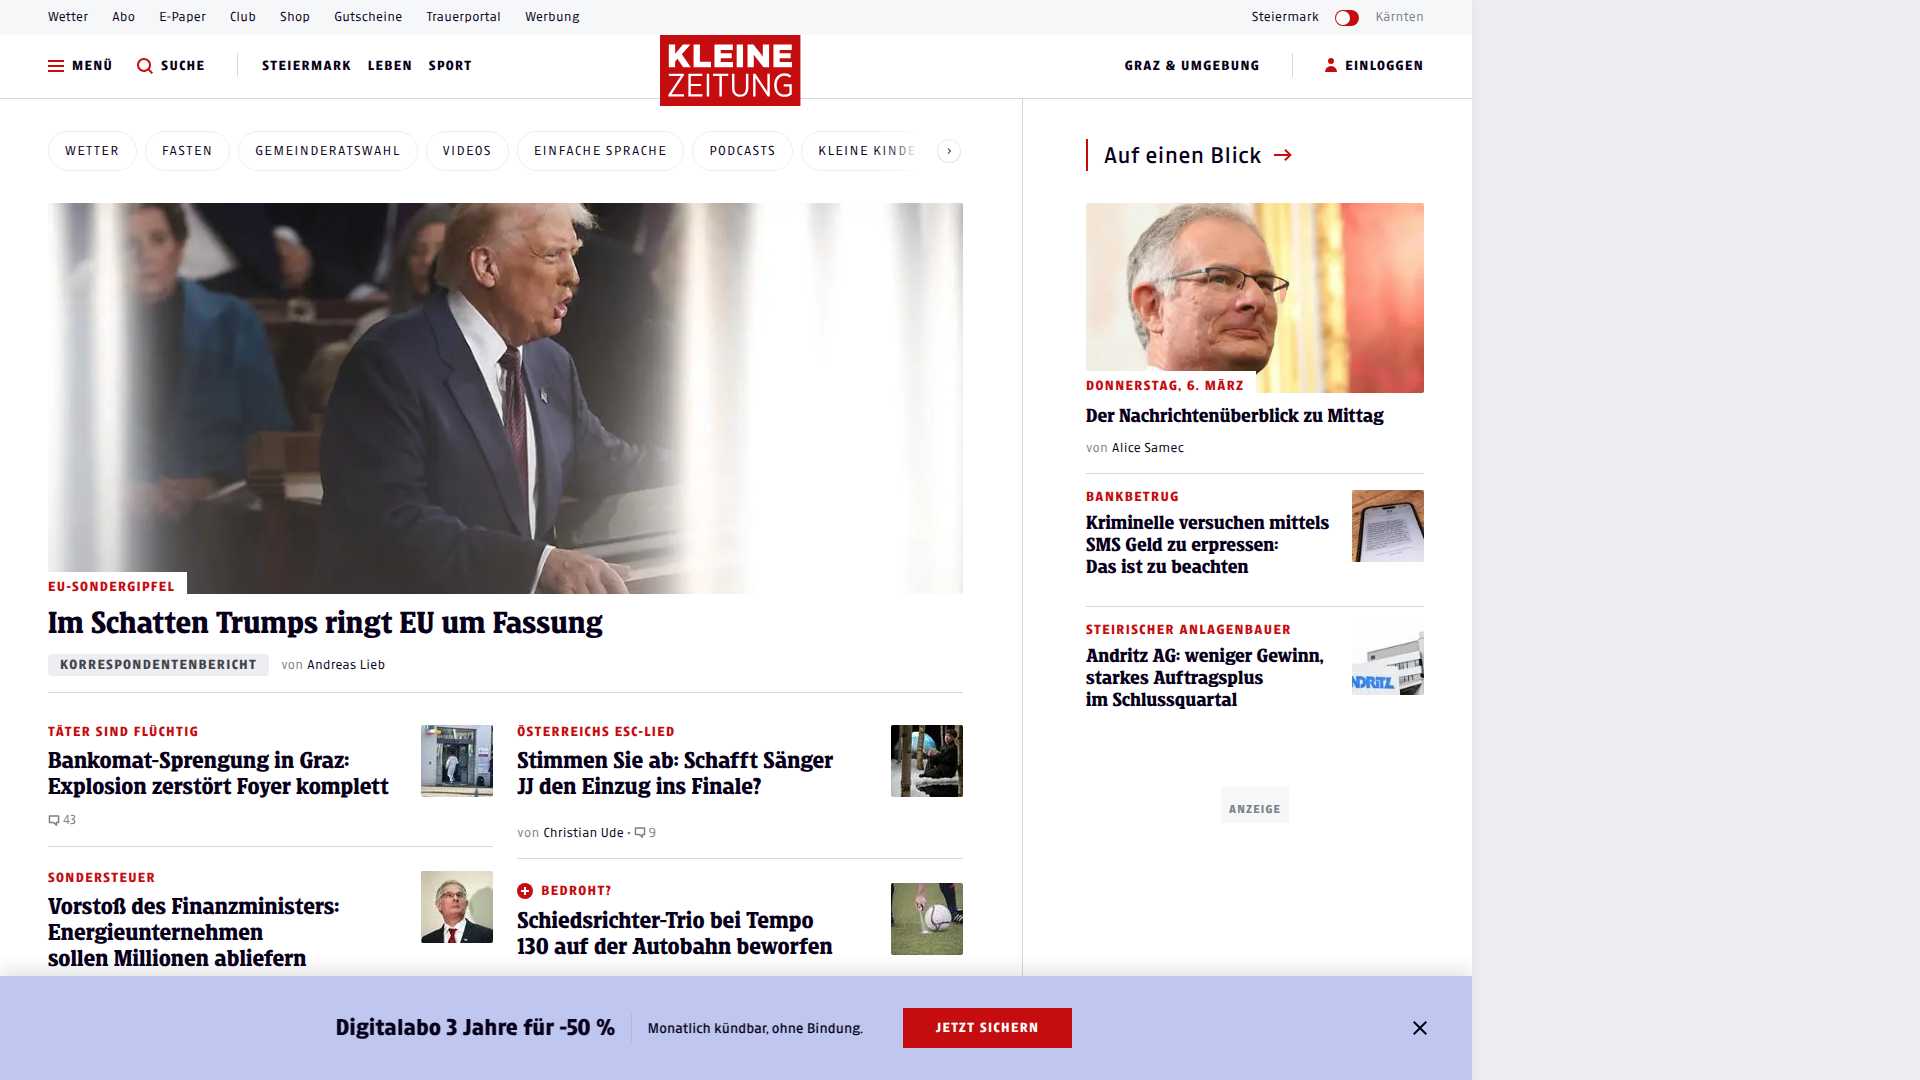 Wetter Abo E-Paper Club Shop Gutscheine Trauerportal Werbung Steiermark Kärnten
MENÜ SUCHE STEIERMARK LEBEN SPORT KLEINE ZEITUNG GRAZ & UMGEBUNG EINLOGGEN
WETTER FASTEN GEMEINDERATSWAHL VIDEOS EINFACHE SPRACHE PODCASTS KLEINE KINDE
EU-SONDERGIPFEL
Im Schatten Trumps ringt EU um Fassung
KORRESPONDENTENBERICHT von Andreas Lieb
TÄTER SIND FLÜCHTIG
Bankomat-Sprengung in Graz:
Explosion zerstört Foyer komplett
43
SONDERSTEUER
Vorstoß des Finanzministers:
Energieunternehmen
sollen Millionen abliefern
ÖSTERREICHS ESC-LIED
Stimmen Sie ab: Schafft Sänger
JJ den Einzug ins Finale?
von Christian Ude · 9
BEDROHT?
Schiedsrichter-Trio bei Tempo
130 auf der Autobahn beworfen
Auf einen Blick
DONNERSTAG, 6. MÄRZ
Der Nachrichtenüberblick zu Mittag
von Alice Samec
BANKBETRUG
Kriminelle versuchen mittels
SMS Geld zu erpressen:
Das ist zu beachten
STEIRISCHER ANLAGENBAUER
Andritz AG: weniger Gewinn,
starkes Auftragsplus
im Schlussquartal
NDRITZ
ANZEIGE
Digitalabo 3 Jahre für -50 % Monatlich kündbar, ohne Bindung. JETZT SICHERN